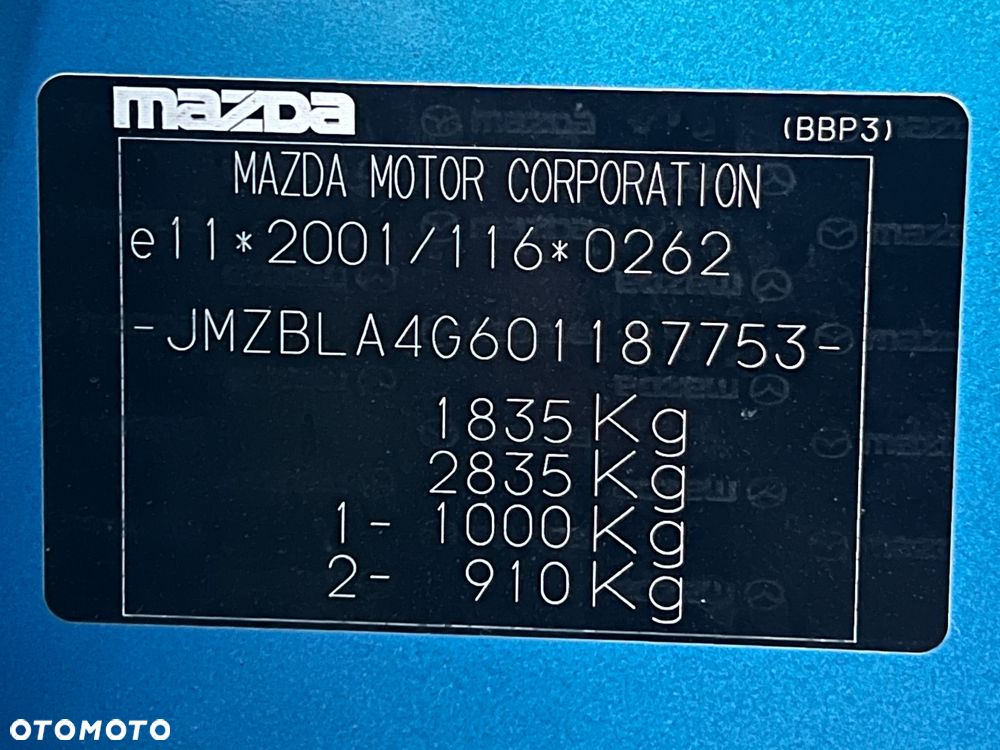 mazda
(BBP3)
MAZDA MOTOR CORPORATION
e11*2001/116*0262
-JMZBLA4G601187753-
1835Kg
2835Kg
1- 1000Kg
2- 910Kg
OTOMOTO